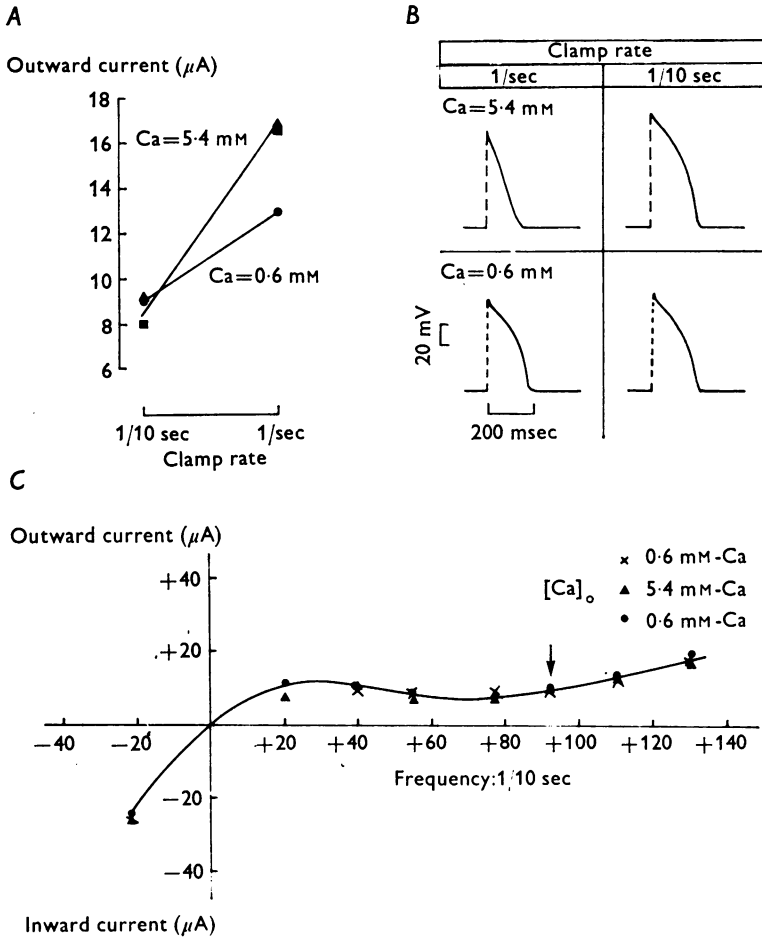 A
Outward current (μA)
18
16
14
12
10
8
6
Ca=5·4 mM
Ca=0·6 mM
1/10 sec
1/sec
Clamp rate
B
Clamp rate
1/sec
1/10 sec
Ca=5·4 mM
Ca=0·6 mM
20 mV
200 msec
C
Outward current (μA)
+40
+20
−20
−40
−40
−20
+20
+40
+60
+80
+100
+120
+140
[Ca]o
× 0·6 mM-Ca
▲ 5·4 mM-Ca
● 0·6 mM-Ca
Frequency:1/10 sec
Inward current (μA)